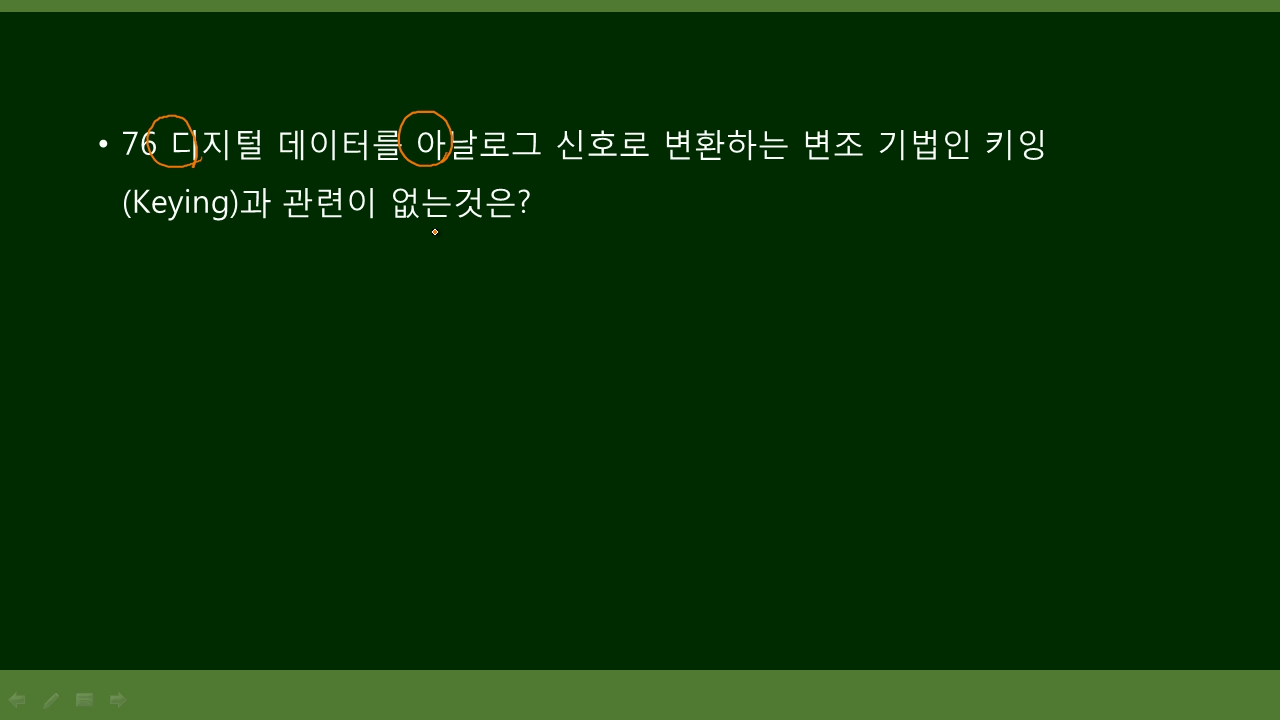 • 76 디지털 데이터를 아날로그 신호로 변환하는 변조 기법인 키잉
(Keying)과 관련이 없는것은?